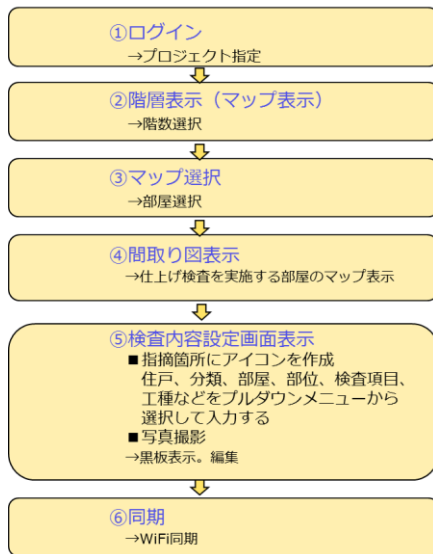 ①ログイン
→プロジェクト指定
②階層表示（マップ表示）
→階数選択
③マップ選択
→部屋選択
④間取り図表示
→仕上げ検査を実施する部屋のマップ表示
⑤検査内容設定画面表示
■指摘箇所にアイコンを作成
住戸、分類、部屋、部位、検査項目、
工種などをプルダウンメニューから
選択して入力する
■写真撮影
→黒板表示。編集
⑥同期
→WiFi同期